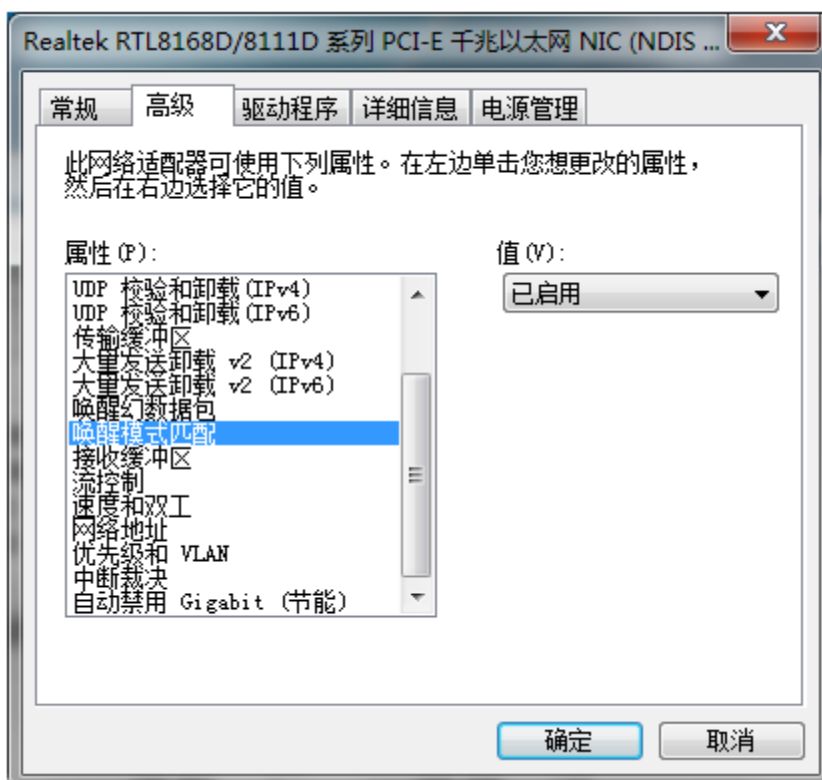 Realtek RTL8168D/8111D 系列 PCI-E 千兆以太网 NIC (NDIS ...
常规 高级 驱动程序 详细信息 电源管理
此网络适配器可使用下列属性。在左边单击您想更改的属性，
然后在右边选择它的值。
属性(P): 值(V):
UDP 校验和卸载(IPv4) 已启用
UDP 校验和卸载(IPv6)
传输缓冲区
大量发送卸载 v2 (IPv4)
大量发送卸载 v2 (IPv6)
唤醒幻数据包
唤醒模式匹配
接收缓冲区
流控制
速度和双工
网络地址
优先级和 VLAN
中断裁决
自动禁用 Gigabit (节能)
确定 取消